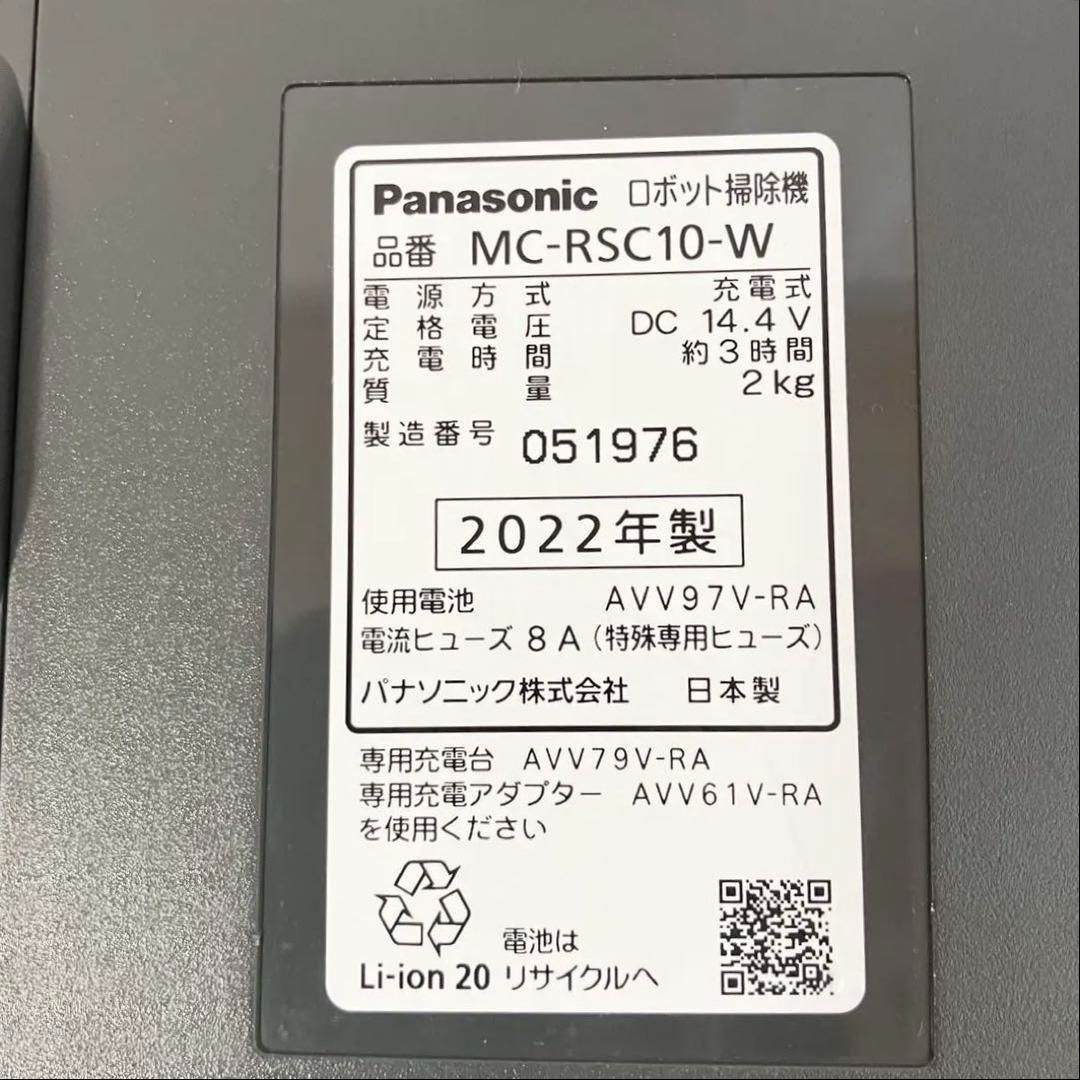 Panasonic ロボット掃除機
品番 MC-RSC10-W
電源方式 充電式
定格電圧 DC 14.4 V
充電時間 約3時間
質量 2 kg
製造番号 051976
2022年製
使用電池 AVV97V-RA
電流ヒューズ 8 A (特殊専用ヒューズ)
パナソニック株式会社 日本製
専用充電台 AVV79V-RA
専用充電アダプター AVV61V-RA
を使用ください
電池は
Li-ion 20 リサイクルへ